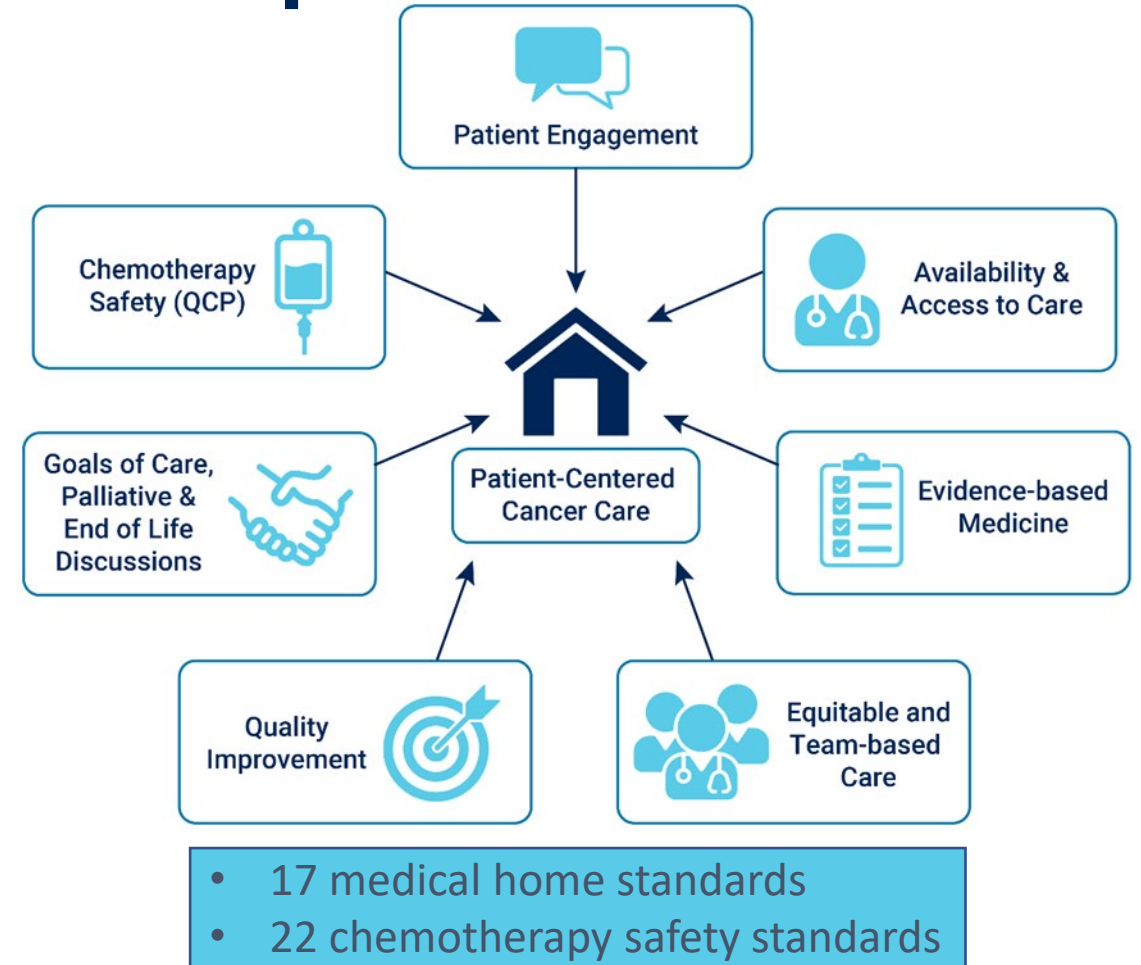 Patient Engagement
Chemotherapy
Safety (QCP)
Availability &
Access to Care
Goals of Care,
Palliative &
End of Life
Discussions
Patient-Centered
Cancer Care
Evidence-based
Medicine
Quality
Improvement
Equitable and
Team-based
Care
• 17 medical home standards
• 22 chemotherapy safety standards